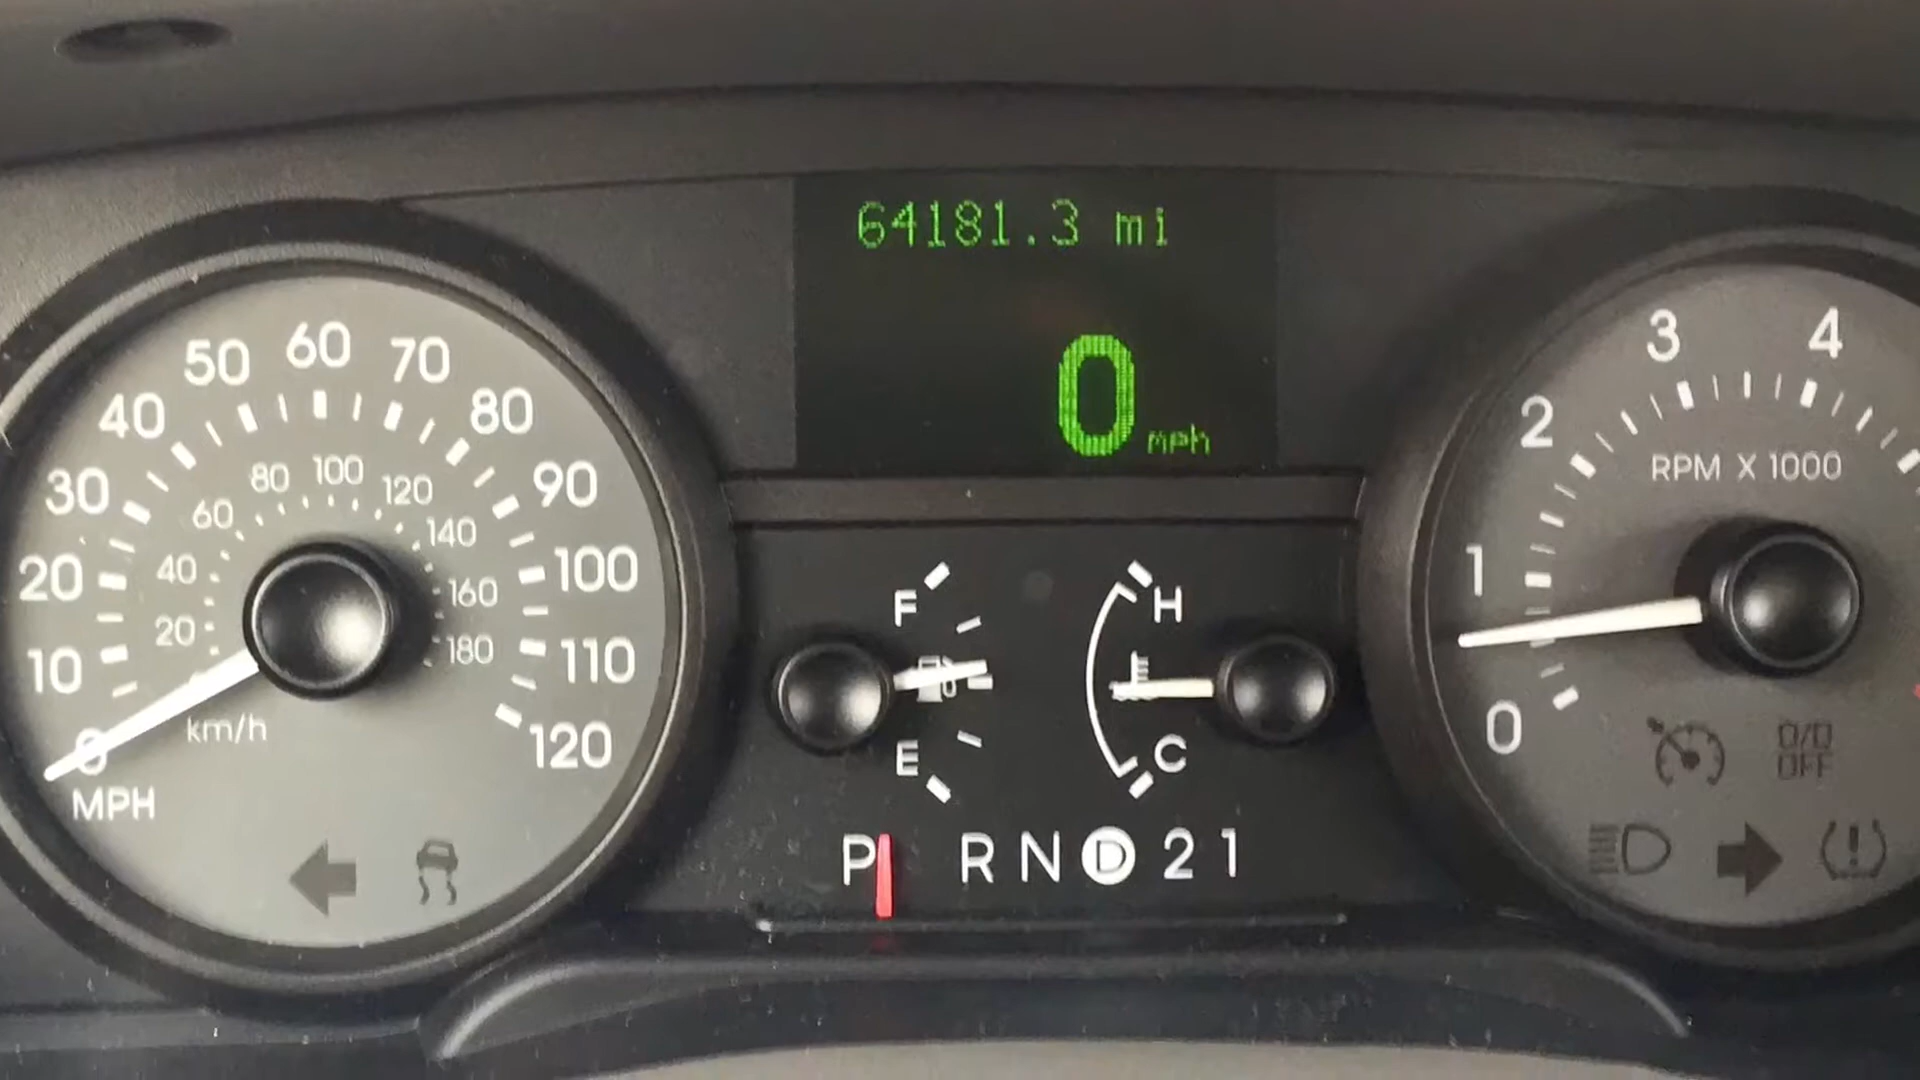 64181.3 mi
0 mph
0 10 20 30 40 50 60 70 80 90 100 110 120
20 40 60 80 100 120 140 160 180
km/h
MPH
F
E
H
C
P R N D 2 1
0 1 2 3 4
RPM X 1000
O/D
OFF